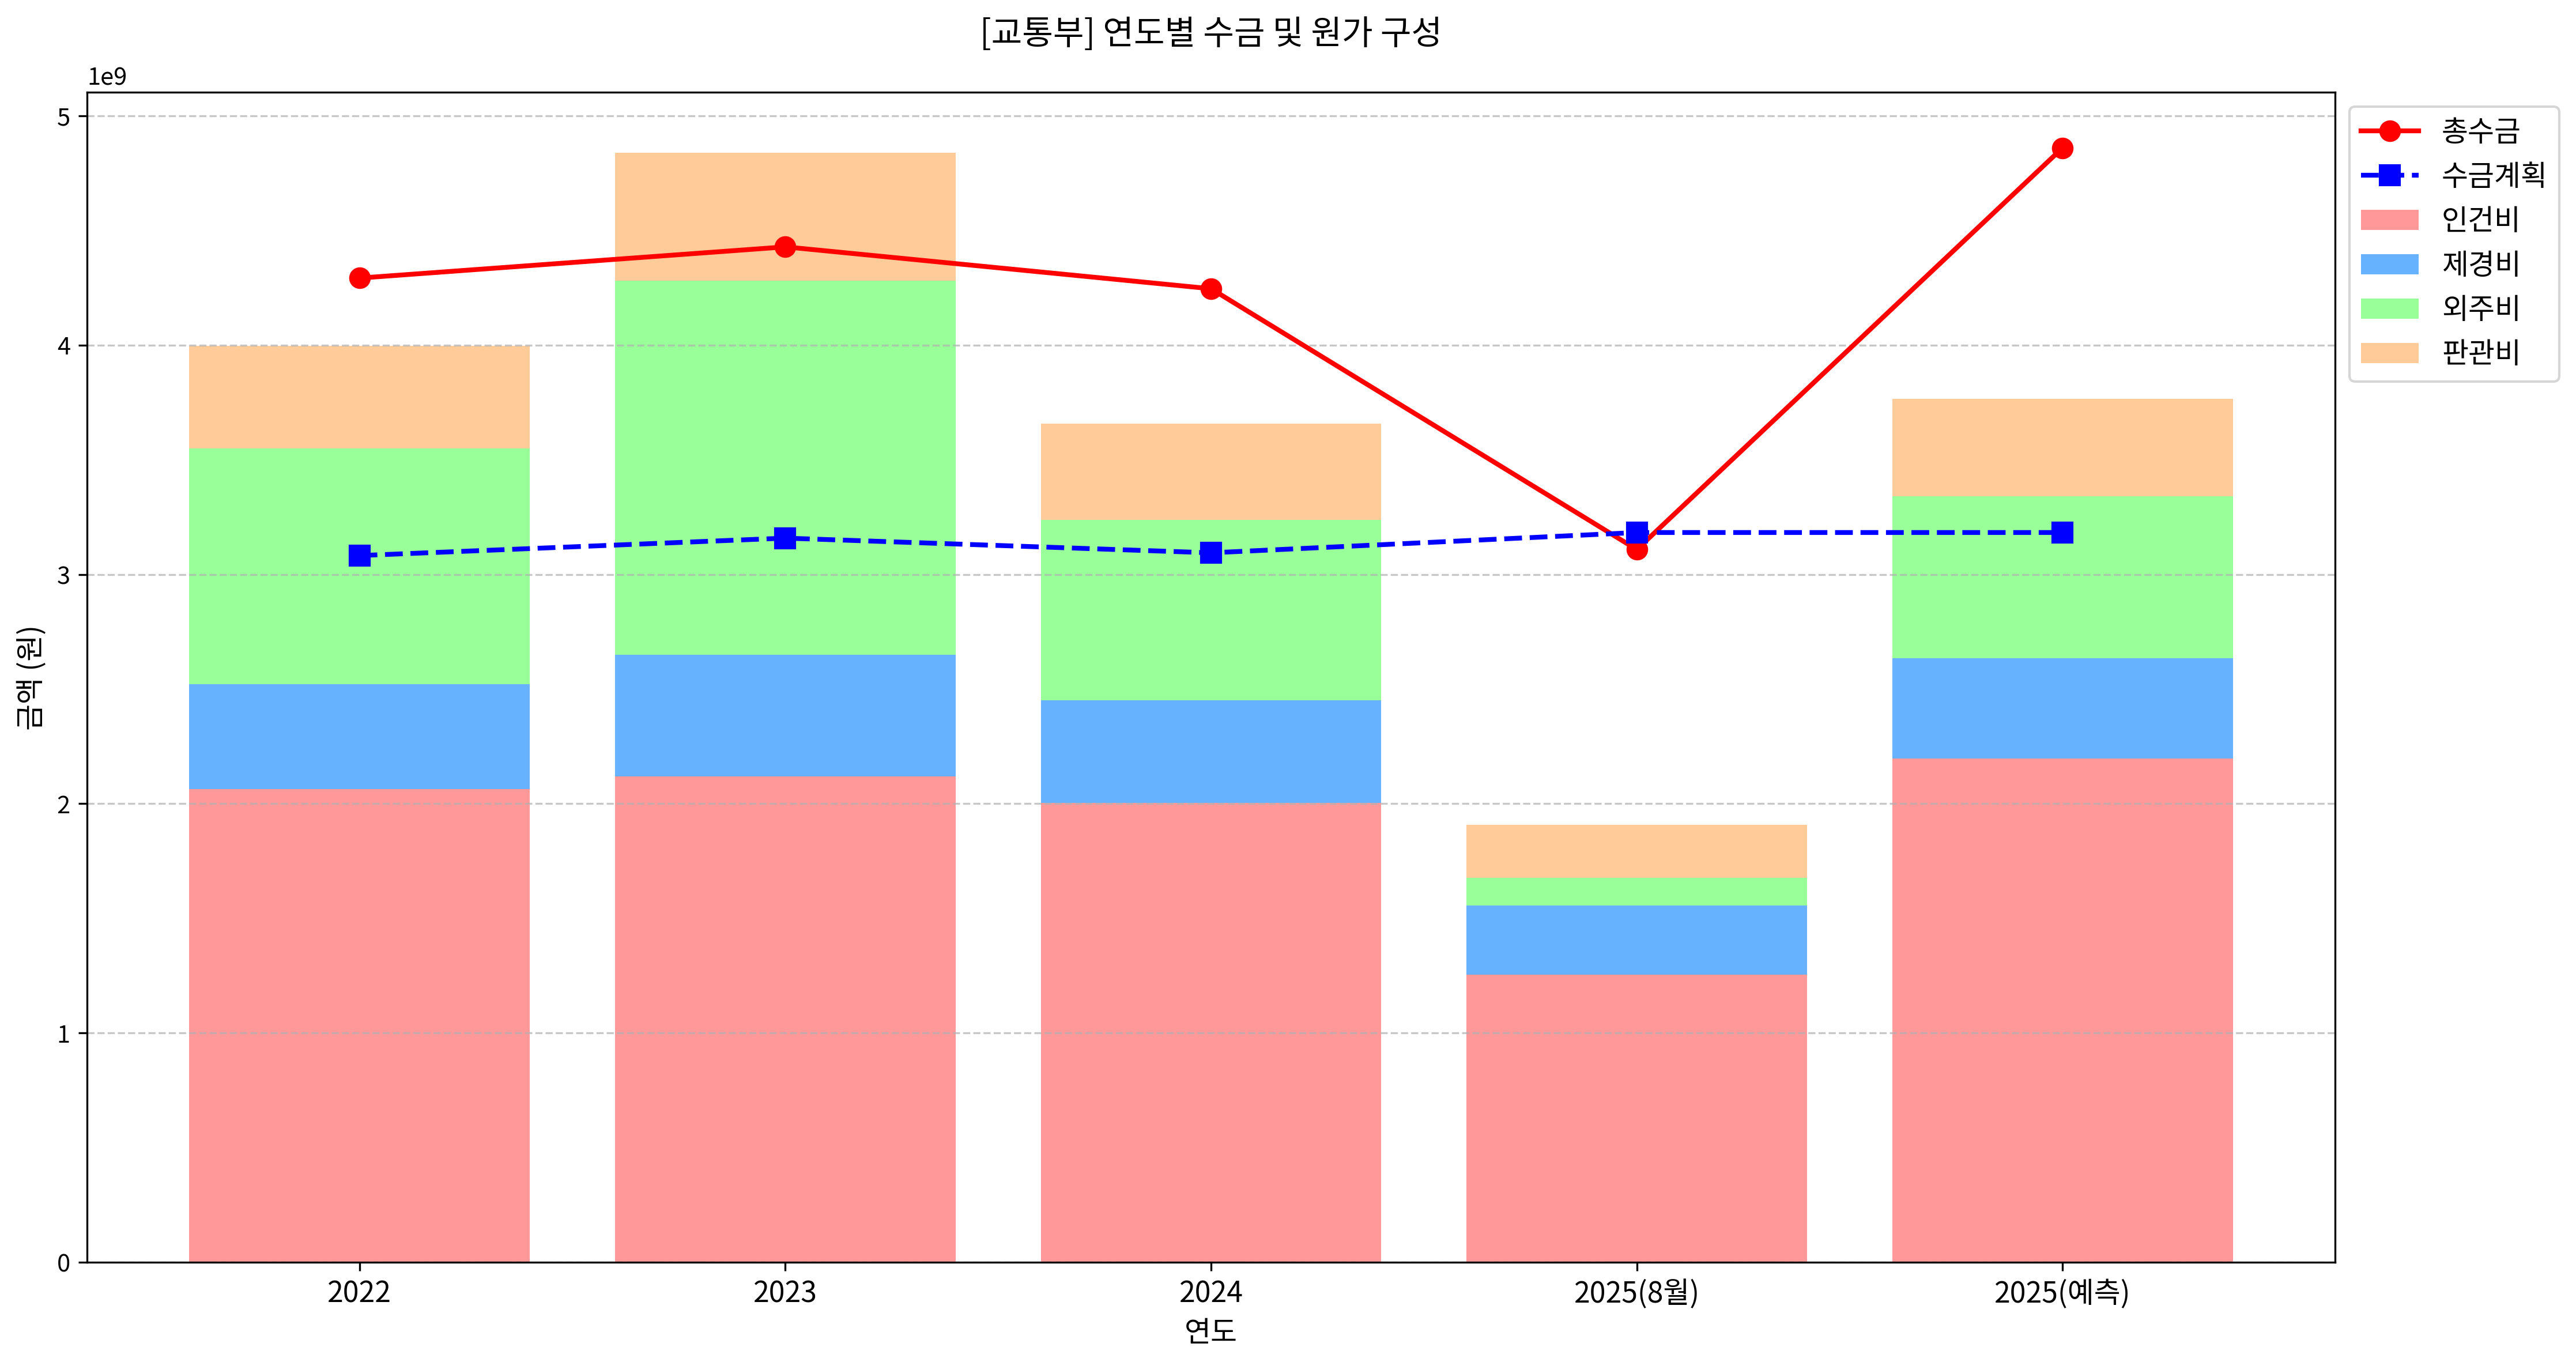 [교통부] 연도별 수금 및 원가 구성
1e9
5
4
3
2
1
0
금액 (원)
2022
2023
2024
2025(8월)
2025(예측)
연도
총수금
수금계획
인건비
제경비
외주비
판관비